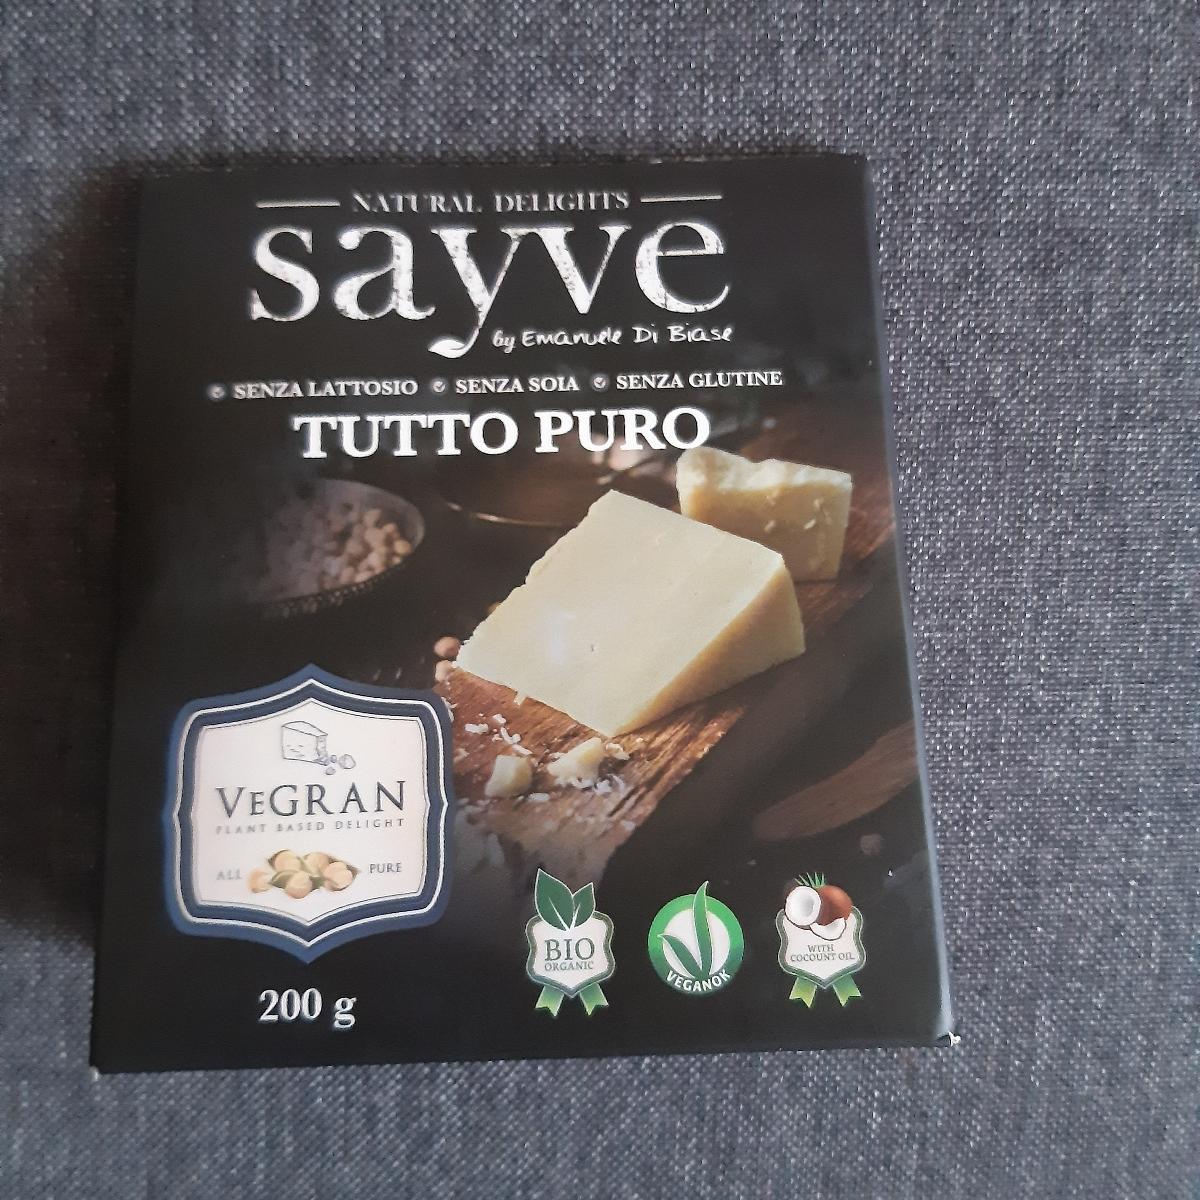 NATURAL DELIGHTS
sayve
by Emanuele Di Biase
SENZA LATTOSIO SENZA SOIA SENZA GLUTINE
TUTTO PURO
VEGRAN
PLANT BASED DELIGHT
ALL PURE
BIO
ORGANIC
VEGANOK
WITH
COCOUNT OIL
200 g